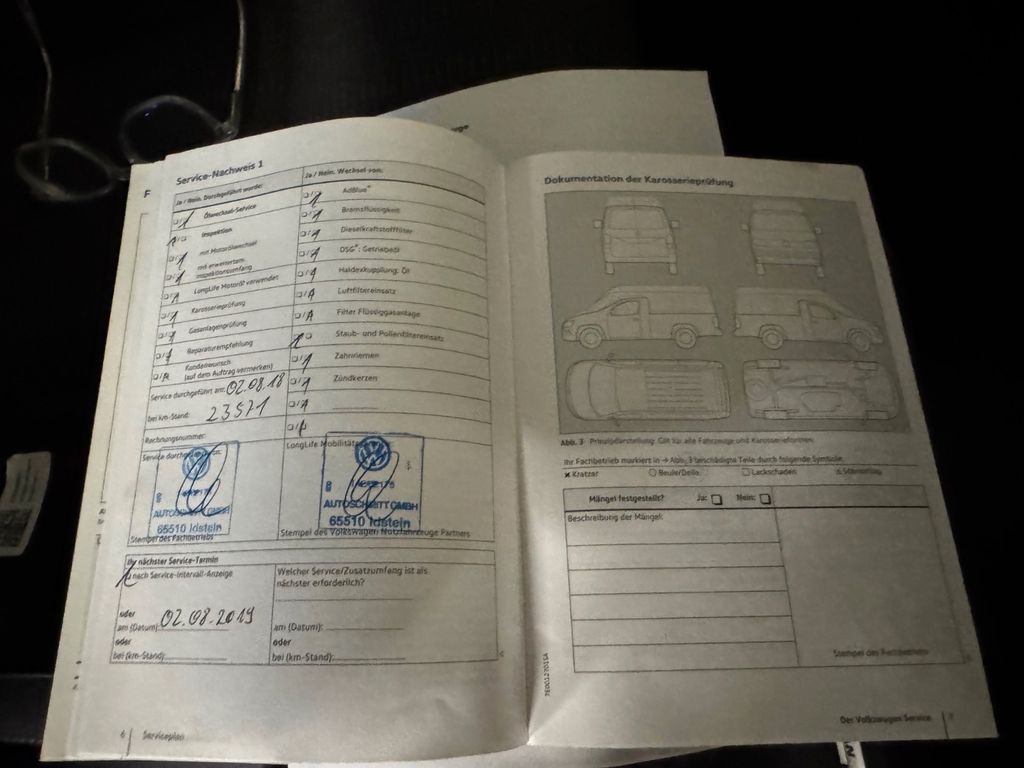 Service-Nachweis 1
Ja / Nein. Durchgeführt wurde:
Ölwechsel-Service
Inspektion
mit Motorölwechsel
mit erweitertem
Inspektionsumfang
LongLife Motoröl verwendet
Karosserieprüfung
Gasanlagenprüfung
Reparaturempfehlung
Kundenwunsch
(auf dem Auftrag vermerken)
Service durchgeführt am: 02.08.18
bei km-Stand: 23571
Rechnungsnummer:
Service durchgeführt von:
AUTOSCHMITT GMBH
65510 Idstein
Stempel des Fachbetriebs
Ja / Nein. Wechsel von:
AdBlue®
Bremsflüssigkeit
Dieselkraftstofffilter
DSG®: Getriebeöl
Haldexkupplung: Öl
Luftfiltereinsatz
Filter Flüssiggasanlage
Staub- und Pollenfiltereinsatz
Zahnriemen
Zündkerzen
LongLife Mobilitäts
AUTOSCHMITT GMBH
65510 Idstein
Stempel des Volkswagen Nutzfahrzeuge Partners
Ihr nächster Service-Termin
nach Service-Intervall-Anzeige
oder
am (Datum): 02.08.2019
oder
bei (km-Stand):
Welcher Service/Zusatzumfang ist als
nächster erforderlich?
am (Datum):
oder
bei (km-Stand):
6 Serviceplan
Dokumentation der Karosserieprüfung
Abb. 3 Prinzipdarstellung: Gilt für alle Fahrzeuge und Karosserieformen.
Ihr Fachbetrieb markiert in → Abb. 3 beschädigte Teile durch folgende Symbole:
Kratzer Beule/Delle Lackschaden Steinschlag
Mängel festgestellt? Ja: Nein:
Beschreibung der Mängel:
Stempel des Fachbetriebs
Der Volkswagen Service 7